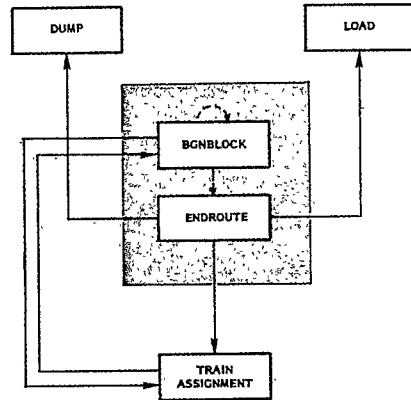 DUMP
LOAD
BGNBLOCK
ENDROUTE
TRAIN
ASSIGNMENT